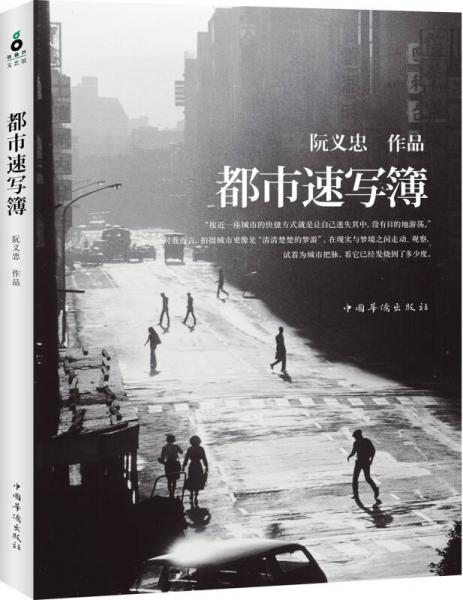 阮义忠 作品
都市速写簿
“接近一座城市的快捷方式就是让自己迷失其中,没有目的地游荡。”
对我而言,拍摄城市更像是“清清楚楚的梦游”,在现实与梦境之间走动、观察,
试着为城市把脉,看它已经发烧到了多少度。
中国华侨出版社
文艺馆
都市速写簿
阮义忠 作品
中国华侨出版社